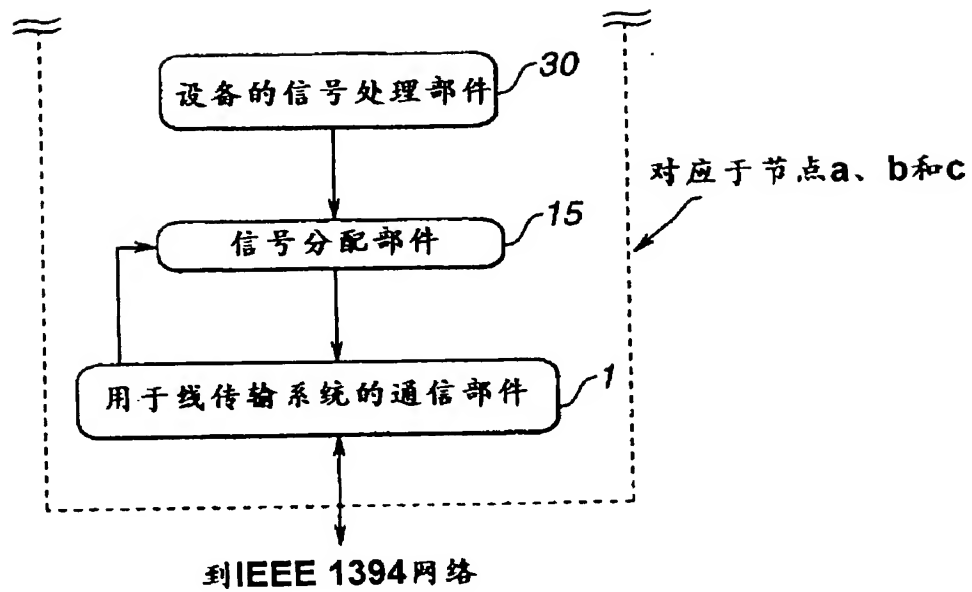 30
设备的信号处理部件
对应于节点a、b和c
15
信号分配部件
1
用于线传输系统的通信部件
到IEEE 1394网络